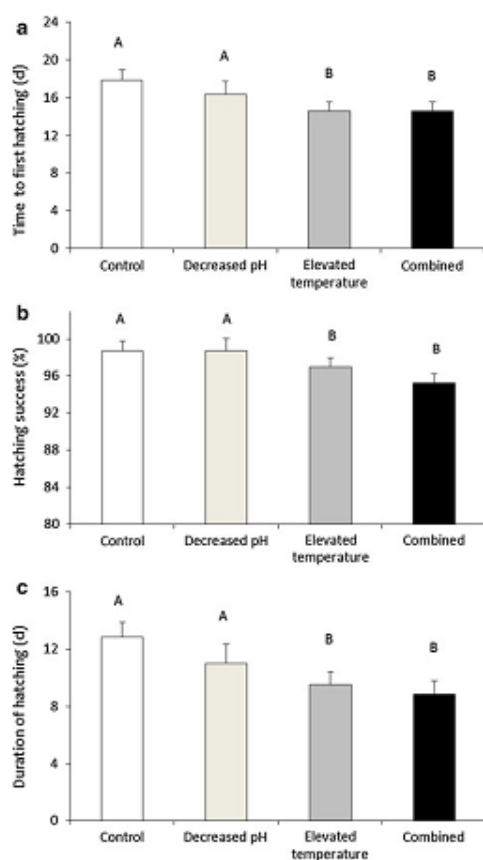 a
Time to first hatching (d)
24
20
16
12
8
4
0
A
A
B
B
Control
Decreased pH
Elevated
temperature
Combined
b
Hatching success (%)
100
96
92
88
84
80
A
A
B
B
Control
Decreased pH
Elevated
temperature
Combined
c
Duration of hatching (d)
16
12
8
4
0
A
A
B
B
Control
Decreased pH
Elevated
temperature
Combined